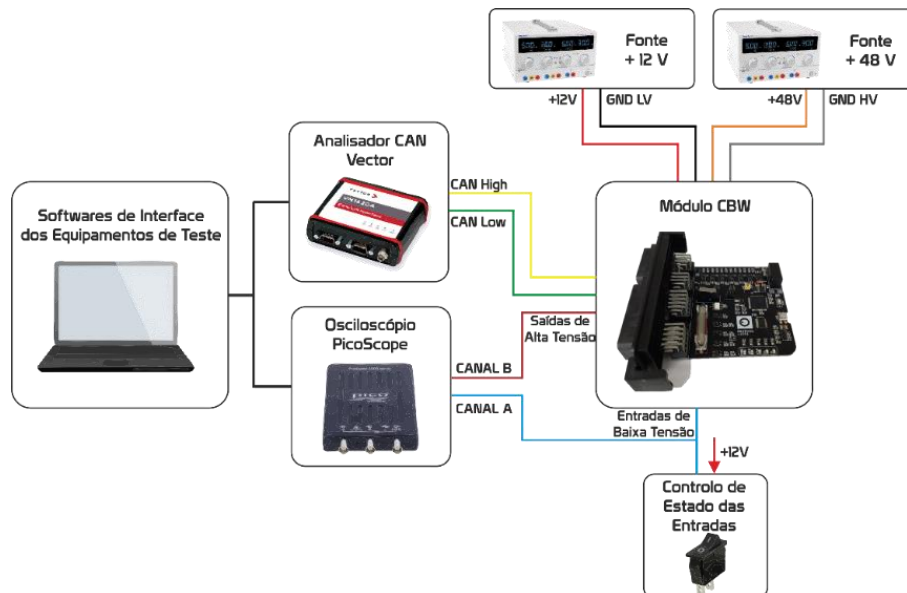 Fonte
+ 12 V
Fonte
+ 48 V
+12V
GND LV
+48V
GND HV
Analisador CAN
Vector
CAN High
CAN Low
Softwares de Interface
dos Equipamentos de Teste
Módulo CBW
Osciloscópio
PicoScope
Saídas de
Alta Tensão
CANAL B
CANAL A
Entradas de
Baixa Tensão
+12V
Controlo de
Estado das
Entradas